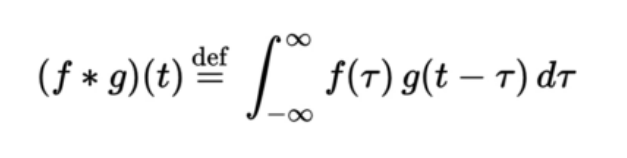 (f * g)(t) ≝ ∫_{-∞}^{∞} f(τ) g(t − τ) dτ